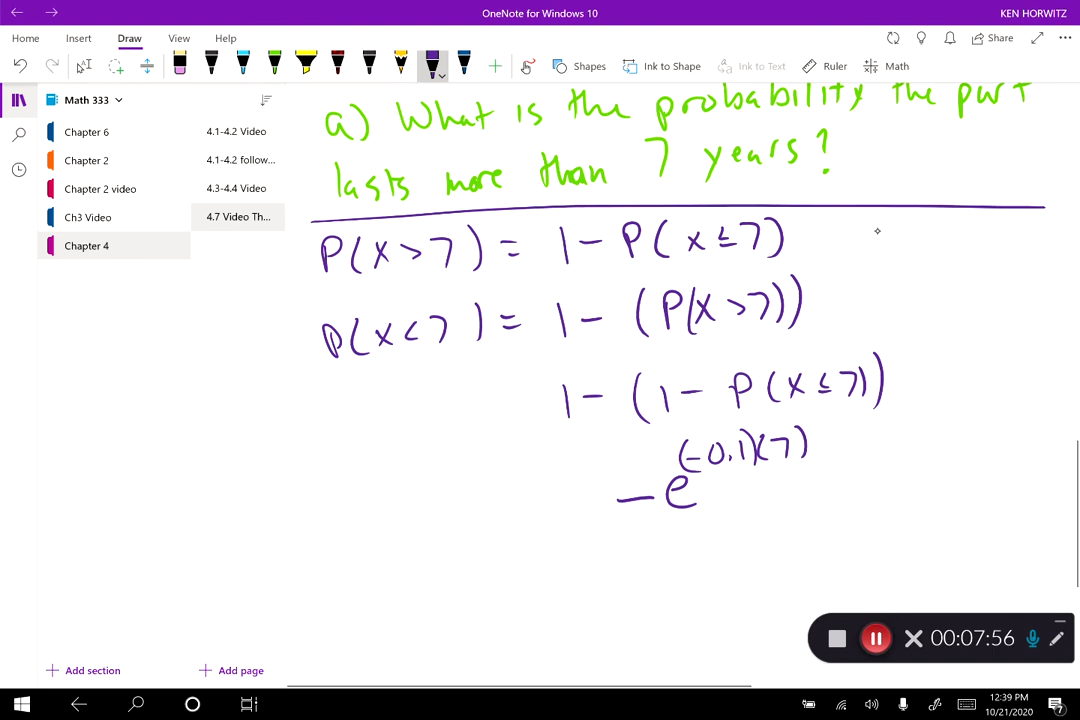 OneNote for Windows 10
KEN HORWITZ
Home Insert Draw View Help
Share
Shapes Ink to Shape Ink to Text Ruler Math
Math 333
Chapter 6
Chapter 2
Chapter 2 video
Ch3 Video
Chapter 4
4.1-4.2 Video
4.1-4.2 follow...
4.3-4.4 Video
4.7 Video Th...
a) What is the probability the part
lasts more than 7 years?
P(X > 7) = 1 - P(X ≤ 7)
P(X < 7) = 1 - (P(X > 7))
1 - (1 - P(X ≤ 7))
(-0.1)(7)
- e
00:07:56
Add section
Add page
12:39 PM
10/21/2020
7